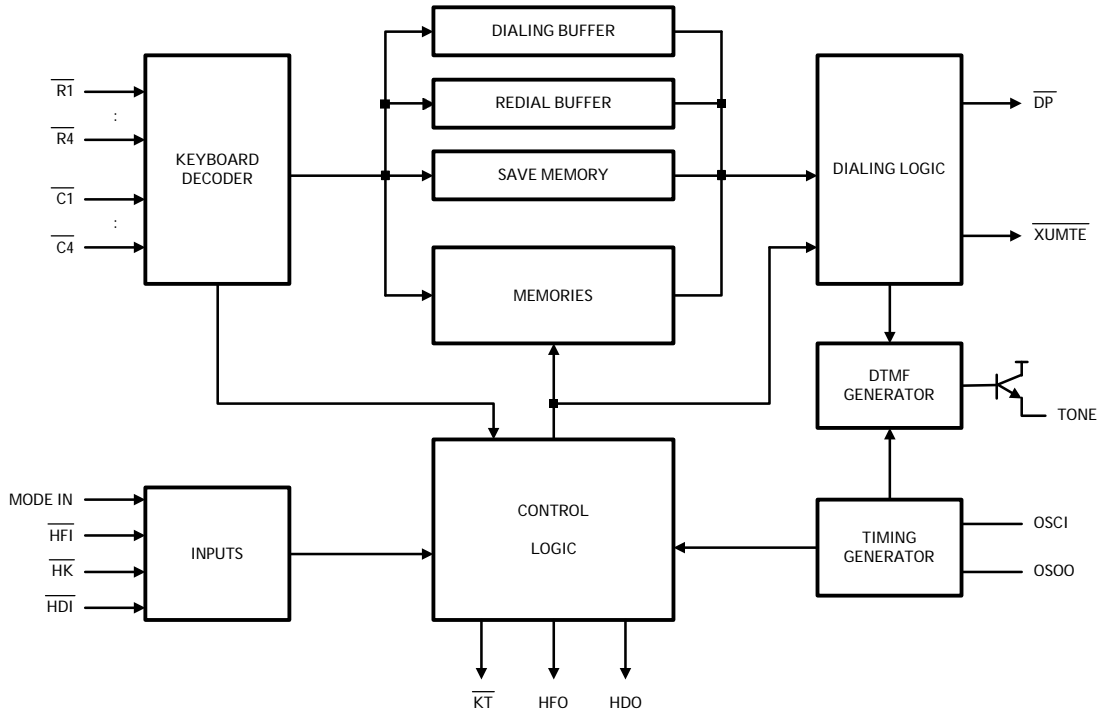 DIALING BUFFER
REDIAL BUFFER
SAVE MEMORY
MEMORIES
R1
:
R4
C1
:
C4
KEYBOARD
DECODER
DIALING LOGIC
DP
XUMTE
DTMF
GENERATOR
TONE
MODE IN
HFI
HK
HDI
INPUTS
CONTROL
LOGIC
TIMING
GENERATOR
OSCI
OSOO
KT
HFO
HDO